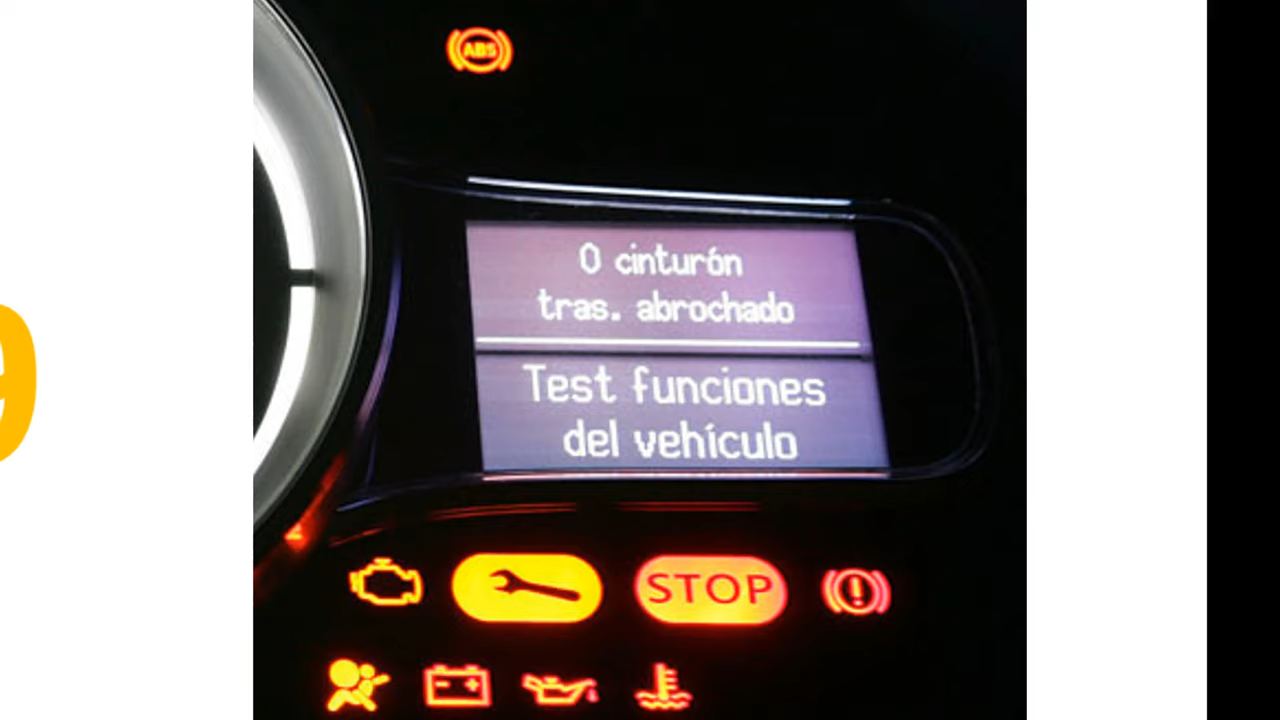 ABS
0 cinturón
tras. abrochado
Test funciones
del vehículo
STOP